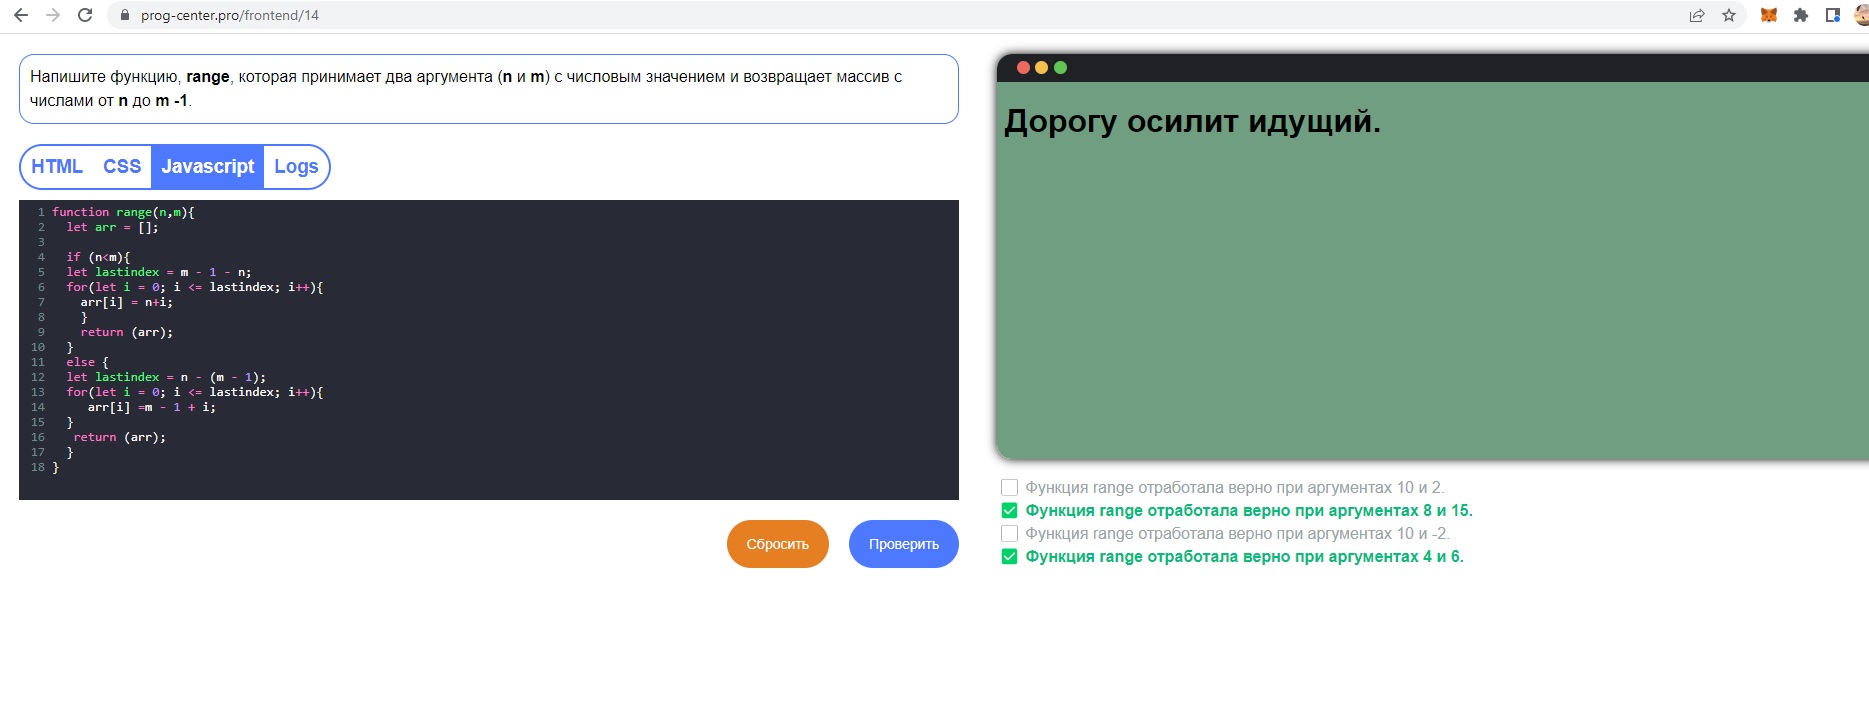 prog-center.pro/frontend/14
Напишите функцию, range, которая принимает два аргумента (n и m) с числовым значением и возвращает массив с
числами от n до m -1.
HTML CSS Javascript Logs
1 function range(n,m){
2 let arr = [];
3
4 if (n<m){
5 let lastindex = m - 1 - n;
6 for(let i = 0; i <= lastindex; i++){
7 arr[i] = n+i;
8 }
9 return (arr);
10 }
11 else {
12 let lastindex = n - (m - 1);
13 for(let i = 0; i <= lastindex; i++){
14 arr[i] =m - 1 + i;
15 }
16 return (arr);
17 }
18 }
Сбросить Проверить
Дорогу осилит идущий.
Функция range отработала верно при аргументах 10 и 2.
Функция range отработала верно при аргументах 8 и 15.
Функция range отработала верно при аргументах 10 и -2.
Функция range отработала верно при аргументах 4 и 6.